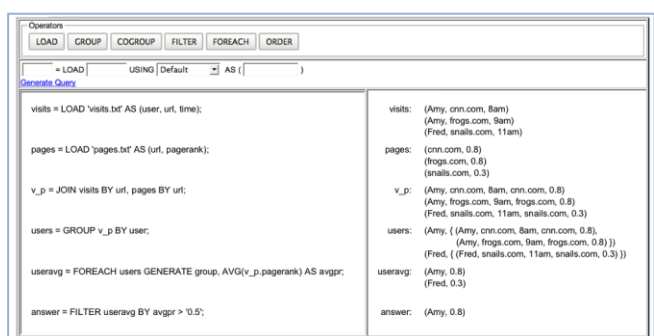 Operators
LOAD GROUP COGROUP FILTER FOREACH ORDER
= LOAD USING Default AS ( )
Generate Query
visits = LOAD 'visits.txt' AS (user, url, time);
visits: (Amy, cnn.com, 8am)
(Amy, frogs.com, 9am)
(Fred, snails.com, 11am)
pages = LOAD 'pages.txt' AS (url, pagerank);
pages: (cnn.com, 0.8)
(frogs.com, 0.8)
(snails.com, 0.3)
v_p = JOIN visits BY url, pages BY url;
v_p: (Amy, cnn.com, 8am, cnn.com, 0.8)
(Amy, frogs.com, 9am, frogs.com, 0.8)
(Fred, snails.com, 11am, snails.com, 0.3)
users = GROUP v_p BY user;
users: (Amy, { (Amy, cnn.com, 8am, cnn.com, 0.8),
(Amy, frogs.com, 9am, frogs.com, 0.8) })
(Fred, { (Fred, snails.com, 11am, snails.com, 0.3) })
useravg = FOREACH users GENERATE group, AVG(v_p.pagerank) AS avgpr;
useravg: (Amy, 0.8)
(Fred, 0.3)
answer = FILTER useravg BY avgpr > '0.5';
answer: (Amy, 0.8)